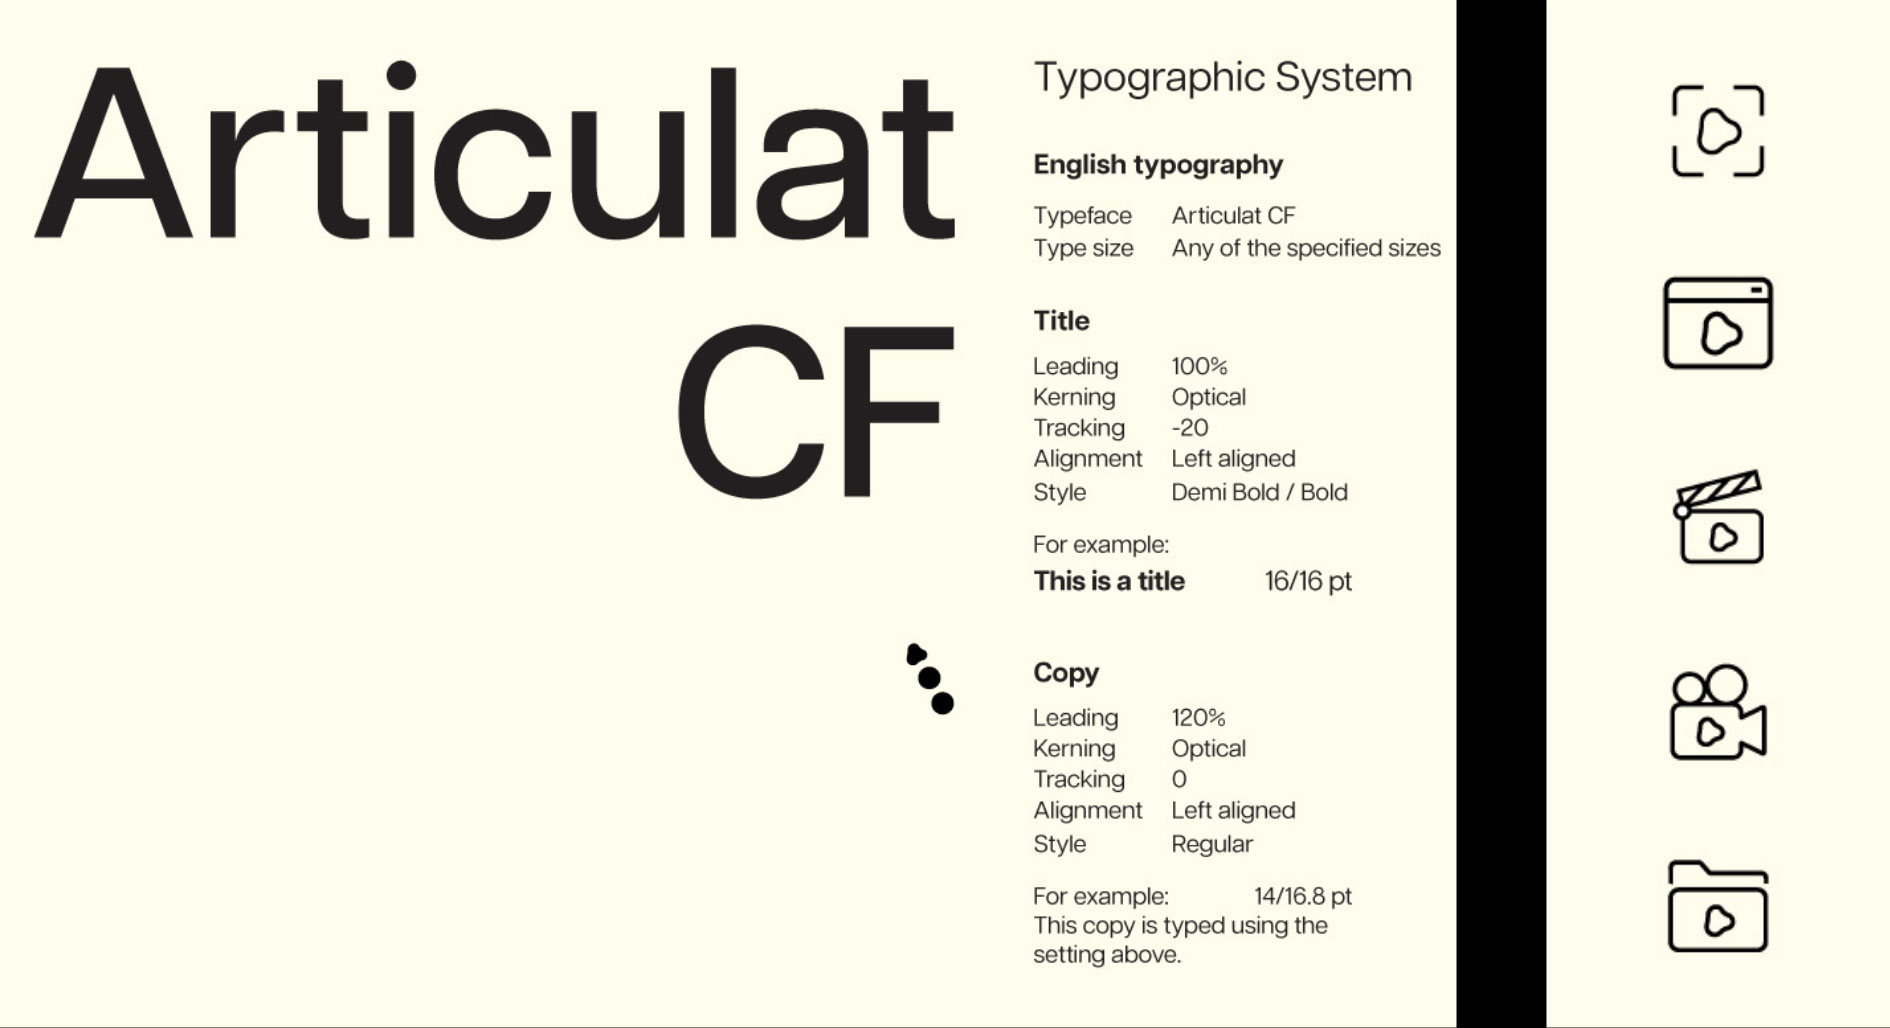 Articulat
CF
Typographic System
English typography
Typeface Articulat CF
Type size Any of the specified sizes
Title
Leading 100%
Kerning Optical
Tracking -20
Alignment Left aligned
Style Demi Bold / Bold
For example:
This is a title 16/16 pt
Copy
Leading 120%
Kerning Optical
Tracking 0
Alignment Left aligned
Style Regular
For example: 14/16.8 pt
This copy is typed using the
setting above.